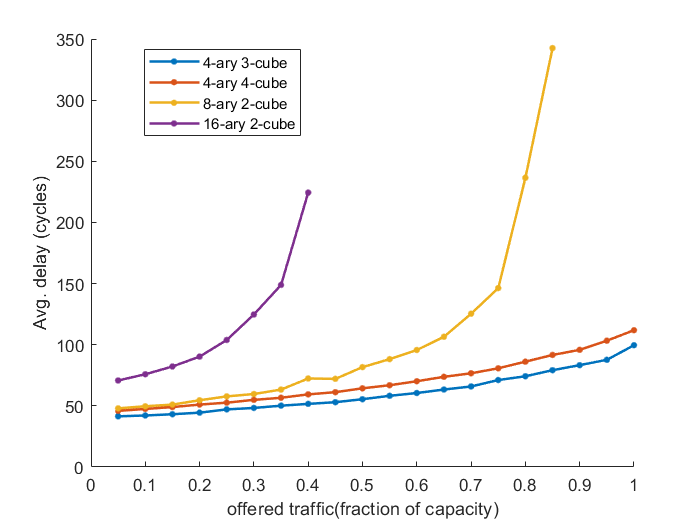 350
300
250
200
150
100
50
0
Avg. delay (cycles)
4-ary 3-cube
4-ary 4-cube
8-ary 2-cube
16-ary 2-cube
0 0.1 0.2 0.3 0.4 0.5 0.6 0.7 0.8 0.9 1
offered traffic(fraction of capacity)